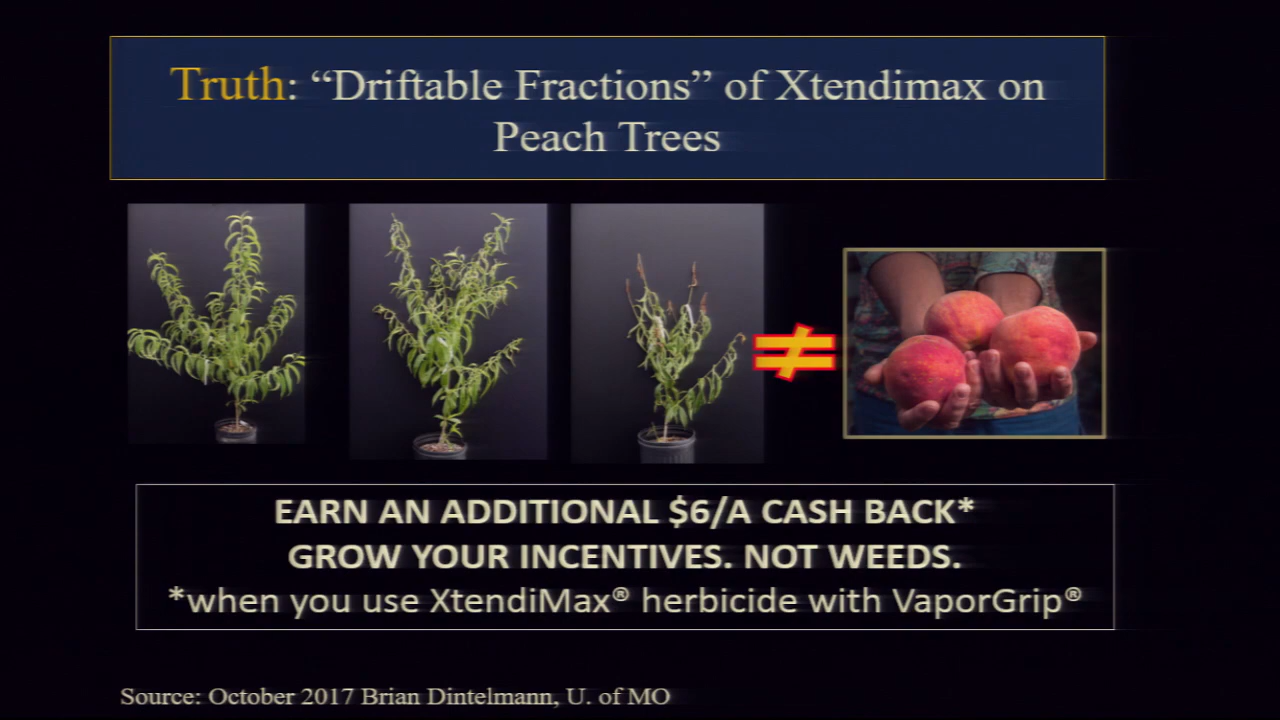 Truth: “Driftable Fractions” of Xtendimax on
Peach Trees
≠
EARN AN ADDITIONAL $6/A CASH BACK*
GROW YOUR INCENTIVES. NOT WEEDS.
*when you use XtendiMax® herbicide with VaporGrip®
Source: October 2017 Brian Dintelmann, U. of MO